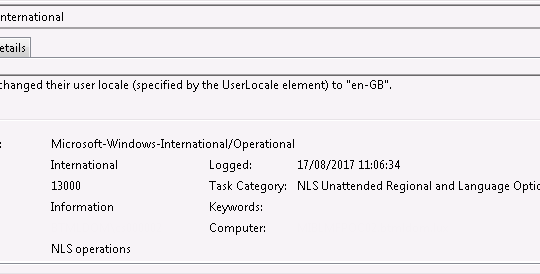 nternational
etails
changed their user locale (specified by the UserLocale element) to "en-GB".
: Microsoft-Windows-International/Operational
International Logged: 17/08/2017 11:06:34
13000 Task Category: NLS Unattended Regional and Language Optio
Information Keywords:
Computer:
NLS operations